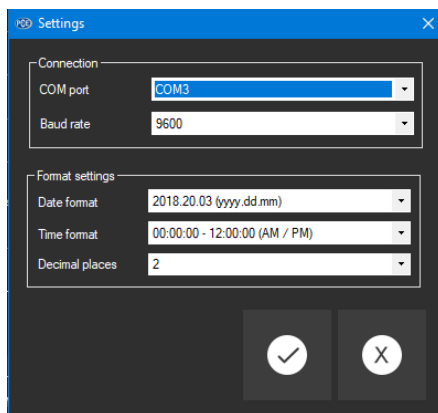 PCE Settings
Connection
COM port COM3
Baud rate 9600
Format settings
Date format 2018.20.03 (yyyy.dd.mm)
Time format 00:00:00 - 12:00:00 (AM / PM)
Decimal places 2
X